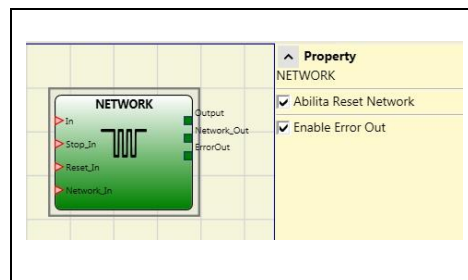 NETWORK
In
Stop_In
Reset_In
Network_In
Output
Network_Out
ErrorOut
Property
NETWORK
Abilita Reset Network
Enable Error Out